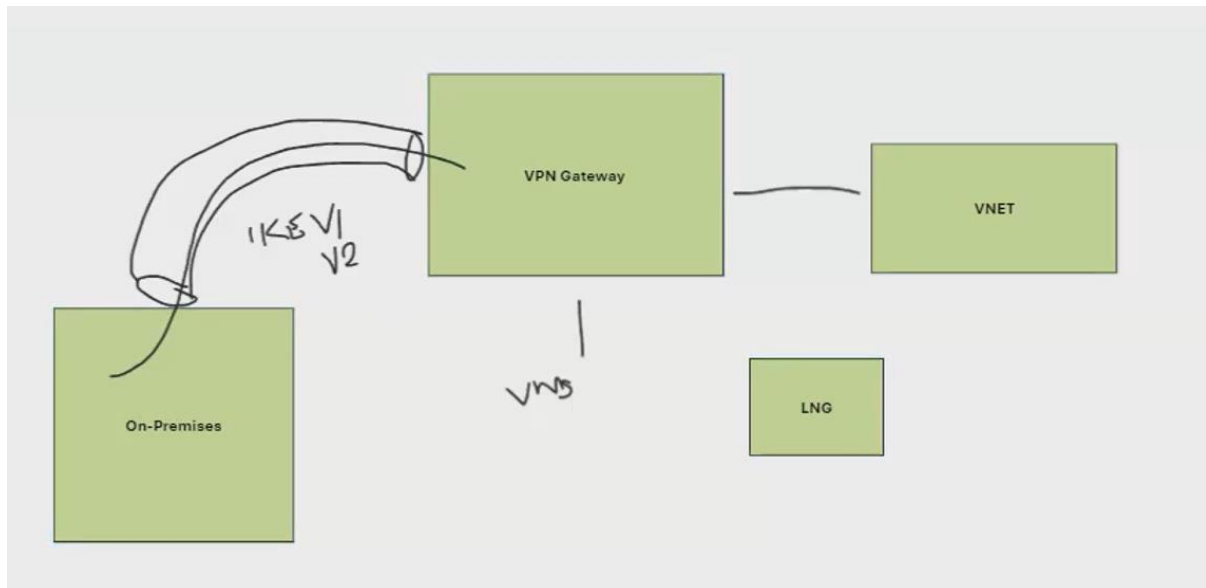 VPN Gateway
VNET
IKE V1
V2
VNG
LNG
On-Premises